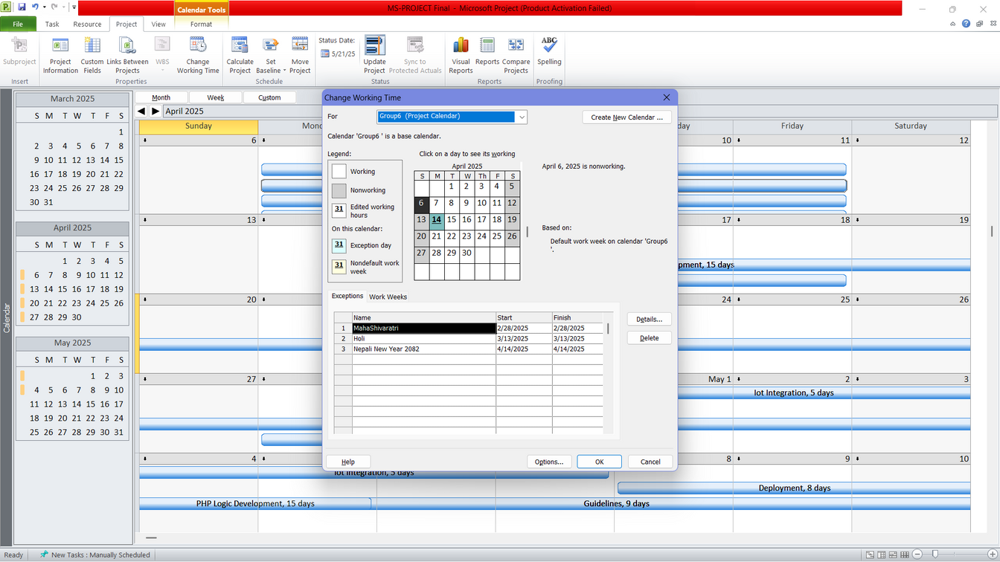 Calendar Tools
MS-PROJECT Final - Microsoft Project (Product Activation Failed)
File
Task
Resource
Project
View
Format
Subproject
Project Information
Custom Fields
Links Between Projects
WBS
Change Working Time
Calculate Project
Set Baseline
Move Project
Status Date:
5/21/25
Update Project
Sync to Protected Actuals
Visual Reports
Reports
Compare Projects
ABC
Spelling
Insert
Properties
Schedule
Status
Reports
Proofing
Calendar
March 2025
S M T W T F S
1
2 3 4 5 6 7 8
9 10 11 12 13 14 15
16 17 18 19 20 21 22
23 24 25 26 27 28 29
30 31
April 2025
S M T W T F S
1 2 3 4 5
6 7 8 9 10 11 12
13 14 15 16 17 18 19
20 21 22 23 24 25 26
27 28 29 30
May 2025
S M T W T F S
1 2 3
4 5 6 7 8 9 10
11 12 13 14 15 16 17
18 19 20 21 22 23 24
25 26 27 28 29 30 31
Month
Week
Custom
April 2025
Sunday
Mon
day
Friday
Saturday
6
10
11
12
13
17
18
19
pment, 15 days
20
24
25
26
27
May 1
2
3
Iot Integration, 5 days
4
8
9
10
Iot Integration, 5 days
Deployment, 8 days
PHP Logic Development, 15 days
Guidelines, 9 days
Change Working Time
For
Group6 (Project Calendar)
Create New Calendar ...
Calendar 'Group6 ' is a base calendar.
Legend:
Working
Nonworking
31
Edited working hours
On this calendar:
31
Exception day
31
Nondefault work week
Click on a day to see its working
April 2025
S M T W Th F S
1 2 3 4 5
6 7 8 9 10 11 12
13 14 15 16 17 18 19
20 21 22 23 24 25 26
27 28 29 30
April 6, 2025 is nonworking.
Based on:
Default work week on calendar 'Group6
'.
Exceptions
Work Weeks
Name Start Finish
1 MahaShivaratri 2/28/2025 2/28/2025
2 Holi 3/13/2025 3/13/2025
3 Nepali New Year 2082 4/14/2025 4/14/2025
Details...
Delete
Help
Options...
OK
Cancel
Ready
New Tasks : Manually Scheduled